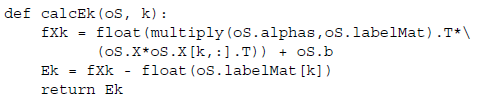 def calcEk(oS, k):
    fXk = float(multiply(oS.alphas,oS.labelMat).T*\
            (oS.X*oS.X[k,:].T)) + oS.b
    Ek = fXk - float(oS.labelMat[k])
    return Ek